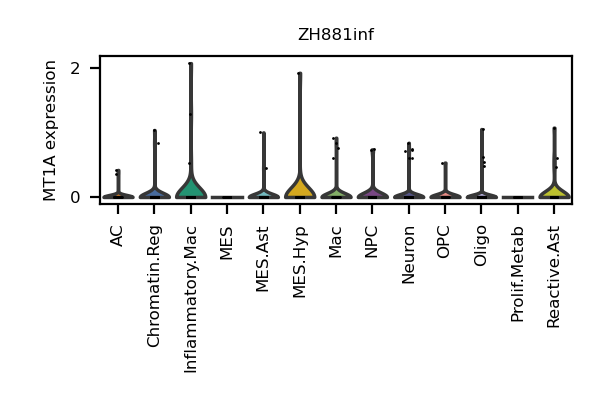 ZH881inf
MT1A expression
2
0
AC
Chromatin.Reg
Inflammatory.Mac
MES
MES.Ast
MES.Hyp
Mac
NPC
Neuron
OPC
Oligo
Prolif.Metab
Reactive.Ast